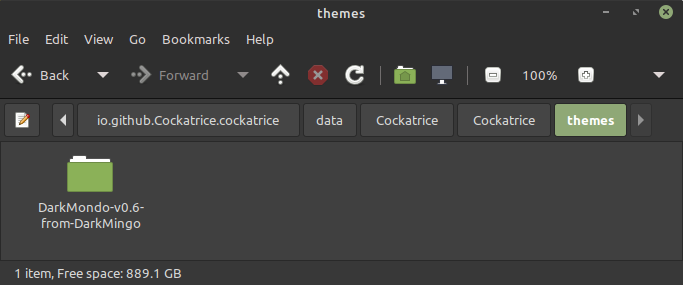 themes
File Edit View Go Bookmarks Help
Back Forward 100%
io.github.Cockatrice.cockatrice data Cockatrice Cockatrice themes
DarkMondo-v0.6-
from-DarkMingo
1 item, Free space: 889.1 GB